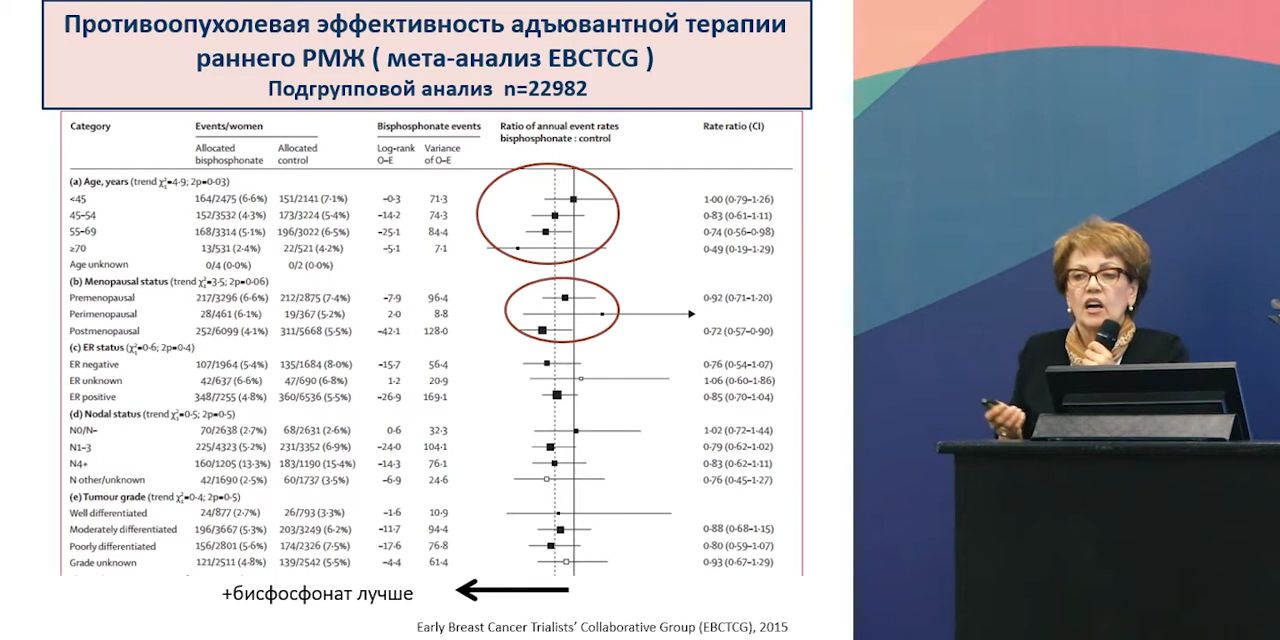 Противоопухолевая эффективность адъювантной терапии
раннего РМЖ ( мета-анализ EBCTCG )
Подгрупповой анализ n=22982
Category Events/women Bisphosphonate events Ratio of annual event rates Rate ratio (CI)
bisphosphonate : control
Allocated Allocated Log-rank Variance
bisphosphonate control O–E of O–E
(a) Age, years (trend χ²₁=4·9; 2p=0·03)
<45 164/2475 (6·6%) 151/2141 (7·1%) –0·3 71·3 1·00 (0·79–1·26)
45–54 152/3532 (4·3%) 173/3224 (5·4%) –14·2 74·3 0·83 (0·61–1·11)
55–69 168/3314 (5·1%) 196/3022 (6·5%) –25·1 84·4 0·74 (0·56–0·98)
≥70 13/531 (2·4%) 22/521 (4·2%) –5·1 7·1 0·49 (0·19–1·29)
Age unknown 0/4 (0·0%) 0/2 (0·0%)
(b) Menopausal status (trend χ²₁=3·5; 2p=0·06)
Premenopausal 217/3296 (6·6%) 212/2875 (7·4%) –7·9 96·4 0·92 (0·71–1·20)
Perimenopausal 28/461 (6·1%) 19/367 (5·2%) 2·0 8·8
Postmenopausal 252/6099 (4·1%) 311/5668 (5·5%) –42·1 128·0 0·72 (0·57–0·90)
(c) ER status (χ²₁=0·6; 2p=0·4)
ER negative 107/1964 (5·4%) 135/1684 (8·0%) –15·7 56·4 0·76 (0·54–1·07)
ER unknown 42/637 (6·6%) 47/690 (6·8%) 1·2 20·9 1·06 (0·60–1·86)
ER positive 348/7255 (4·8%) 360/6536 (5·5%) –26·9 169·1 0·85 (0·70–1·04)
(d) Nodal status (trend χ²₁=0·5; 2p=0·5)
N0/N– 70/2638 (2·7%) 68/2631 (2·6%) 0·6 32·3 1·02 (0·72–1·44)
N1–3 225/4323 (5·2%) 231/3352 (6·9%) –24·0 104·1 0·79 (0·62–1·02)
N4+ 160/1205 (13·3%) 183/1190 (15·4%) –14·3 76·1 0·83 (0·62–1·11)
N other/unknown 42/1690 (2·5%) 60/1737 (3·5%) –6·9 24·6 0·76 (0·45–1·27)
(e) Tumour grade (trend χ²₁=0·4; 2p=0·5)
Well differentiated 24/877 (2·7%) 26/793 (3·3%) –1·6 10·9
Moderately differentiated 196/3667 (5·3%) 203/3249 (6·2%) –11·7 94·4 0·88 (0·68–1·15)
Poorly differentiated 156/2801 (5·6%) 174/2326 (7·5%) –17·6 76·8 0·80 (0·59–1·07)
Grade unknown 121/2511 (4·8%) 139/2542 (5·5%) –4·4 61·4 0·93 (0·67–1·29)
+бисфосфонат лучше
Early Breast Cancer Trialists’ Collaborative Group (EBCTCG), 2015